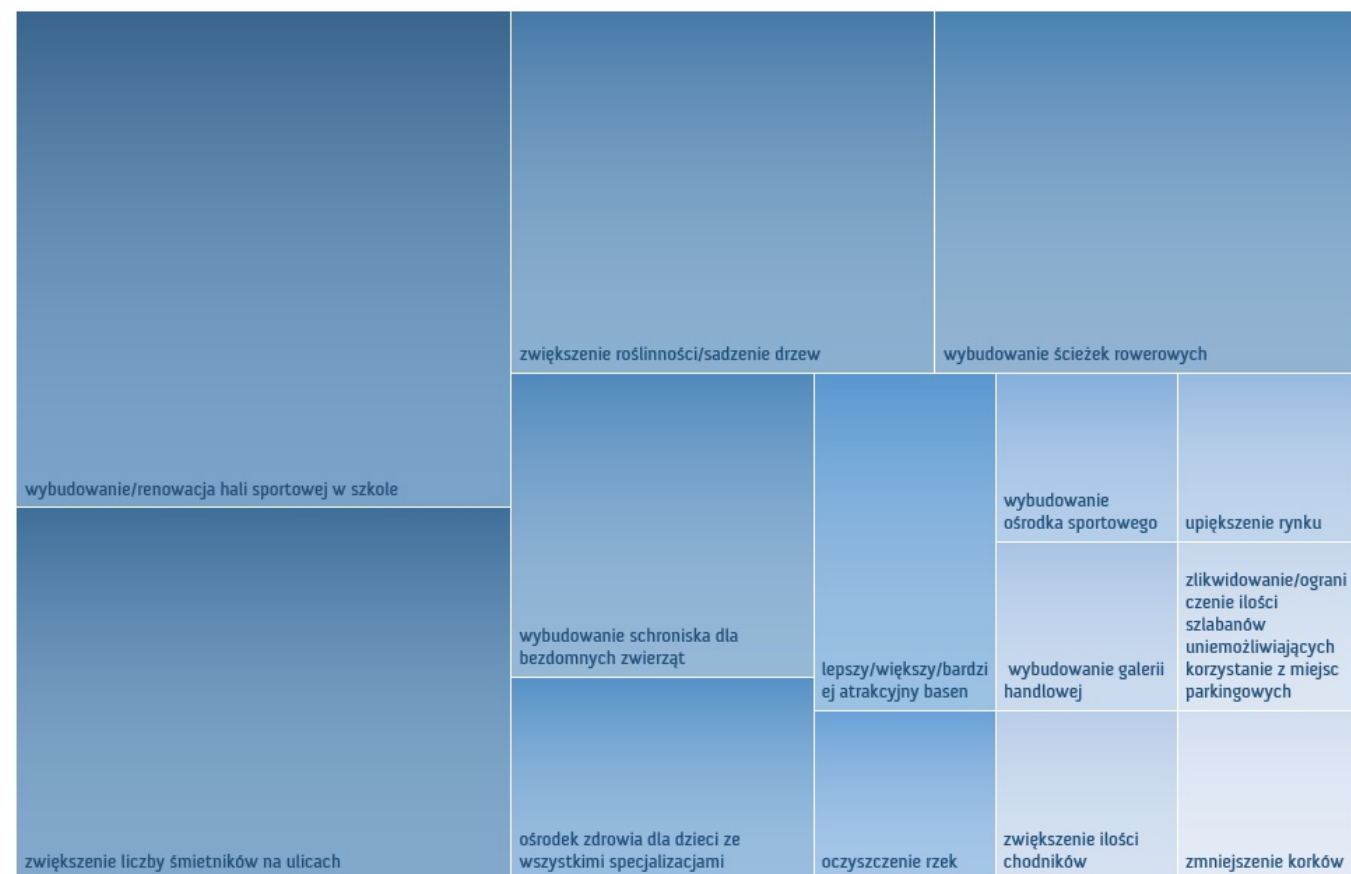 wybudowanie/renowacja hali sportowej w szkole
zwiększenie liczby śmietników na ulicach
zwiększenie roślinności/sadzenie drzew
wybudowanie ścieżek rowerowych
wybudowanie schroniska dla
bezdomnych zwierząt
ośrodek zdrowia dla dzieci ze
wszystkimi specjalizacjami
lepszy/większy/bardzi
ej atrakcyjny basen
oczyszczenie rzek
wybudowanie
ośrodka sportowego
upiększenie rynku
wybudowanie galerii
handlowej
zlikwidowanie/ograni
czenie ilości
szlabanów
uniemożliwiających
korzystanie z miejsc
parkingowych
zwiększenie ilości
chodników
zmniejszenie korków